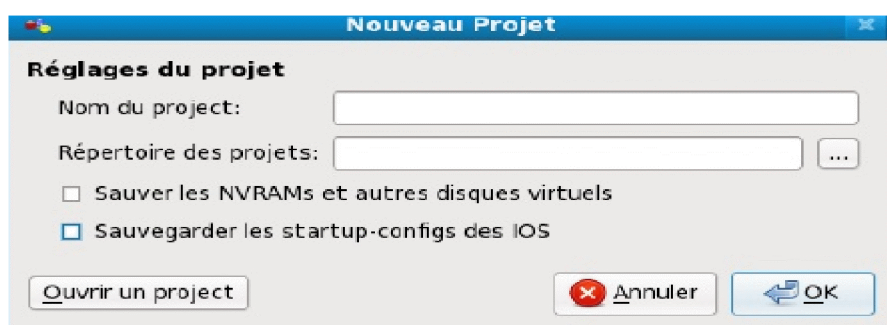 Nouveau Projet
Réglages du projet
Nom du project:
Répertoire des projets:
...
Sauver les NVRAMs et autres disques virtuels
Sauvegarder les startup-configs des IOS
Ouvrir un project
Annuler
OK